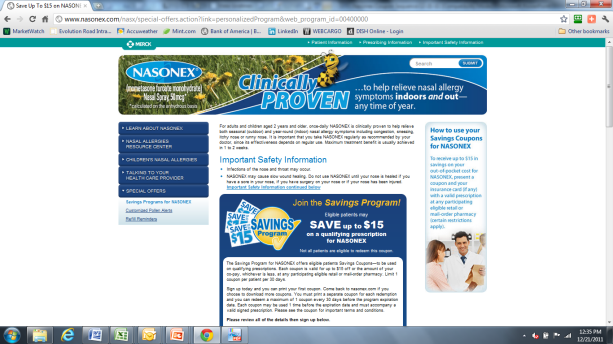 Save Up To $15 on NASONEX
www.nasonex.com/nass/special-offers.action?link=personalizedProgram&web_program_id=00400000
MarketWatch
Evolution Road Intra...
Accuweather
Mint.com
Bank of America | B...
LinkedIn
WEBCARGO
DISH Online - Login
Other bookmarks
MERCK
Patient Information
Prescribing Information
Important Safety Information
Search
SUBMIT
NASONEX
(mometasone furoate monohydrate)
Nasal Spray, 50mcg*
*calculated on the anhydrous basis
Clinically
PROVEN
...to help relieve nasal allergy
symptoms indoors and out—
any time of year.
LEARN ABOUT NASONEX
NASAL ALLERGIES
RESOURCE CENTER
CHILDREN'S NASAL ALLERGIES
TALKING TO YOUR
HEALTH CARE PROVIDER
SPECIAL OFFERS
Savings Programs for NASONEX
Customized Pollen Alerts
Refill Reminders
For adults and children aged 2 years and older, once-daily NASONEX is clinically proven to help relieve
both seasonal (outdoor) and year-round (indoor) nasal allergy symptoms including congestion, sneezing,
itchy nose or runny nose. It is important that you take NASONEX regularly as recommended by your
doctor, since its effectiveness depends on regular use. Maximum treatment benefit is usually achieved
in 1 to 2 weeks.
Important Safety Information
• Infections of the nose and throat may occur.
• NASONEX may cause slow wound healing. Do not use NASONEX until your nose is healed if you
have a sore in your nose, if you have surgery on your nose or if your nose has been injured.
Important Safety Information continued below.
SAVE
$15
SAVINGS
Program
Join the Savings Program!
Eligible patients may
SAVE up to $15
on a qualifying prescription
for NASONEX
Not all patients are eligible to redeem this coupon.
The Savings Program for NASONEX offers eligible patients Savings Coupons—to be used
on qualifying prescriptions. Each coupon is valid for up to $15 off or the amount of your
co-pay, whichever is less, at any participating eligible retail or mail-order pharmacy. Limit 1
coupon per patient per 30 days.
Sign up today and you can print your first coupon. Come back to nasonex.com if you
choose to download more coupons. You must print a separate coupon for each redemption
and you can redeem a maximum of 1 coupon every 30 days before the program expiration
date. Each coupon may be used 1 time before the expiration date and must accompany a
valid signed prescription. Please see the coupon for important terms and conditions.
Please review all of the details then sign up below.
How to use your
Savings Coupons
for NASONEX
To receive up to $15 in
savings on your
out-of-pocket cost for
NASONEX, present a
coupon and your
insurance card (if any)
with a valid prescription
at any participating
eligible retail or
mail-order pharmacy
(certain restrictions
apply).
12:35 PM
12/21/2011